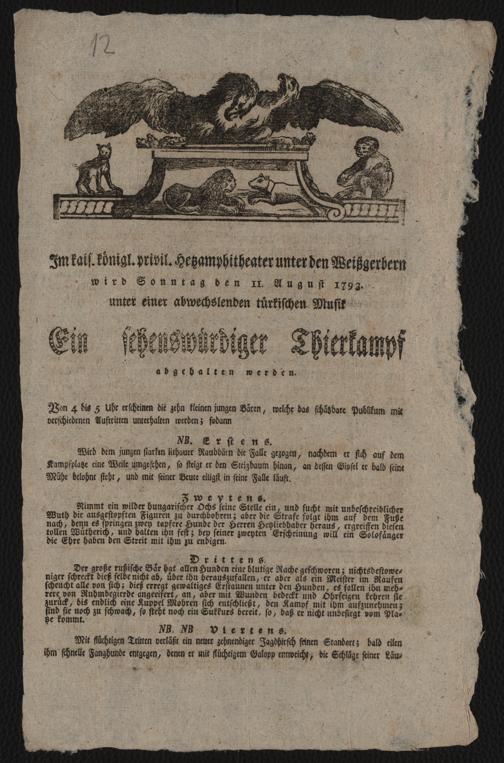 12
Im kais. königl. privil. Hetzamphitheater unter den Weißgerbern
wird Sonntag den 11. August 1793.
unter einer abwechslenden türkischen Musik
Ein sehenswürdiger Thierkampf
abgehalten werden.
Von 4 bis 5 Uhr erscheinen die zehn kleinen jungen Bären, welche das schätzbare Publikum mit
verschiedenen Auftritten unterhalten werden; sodann
NB. Erstens.
Wird dem jungen starken lithauer Raubbärn die Falle gezogen, nachdem er sich auf dem
Kampfplatze eine Weile umgesehen, so steigt er den Steigbaum hinan, an dessen Gipfel er bald seine
Mühe belohnt sieht, und mit seiner Beute eiligst in seine Falle läuft.
Zweytens.
Nimmt ein wilder hungarischer Ochs seine Stelle ein, und sucht mit unbeschreiblicher
Wuth die ausgestopften Figuren zu durchbohren; aber die Strafe folgt ihm auf dem Fuße
nach, denn es springen zwey tapfere Hunde der Herren Hetzliebhaber heraus, ergreiffen diesen
tollen Wütherich, und halten ihn fest; bey seiner zweyten Erscheinung will ein Solofänger
die Ehre haben den Streit mit ihm zu endigen.
Drittens.
Der große rußische Bär hat allen Hunden eine blutige Rache geschworen; nichtsdestowe-
niger schreckt dieß selbe nicht ab, über ihn herauszufallen, er aber als ein Meister im Raufen
scheucht alle von sich; dieß erregt gewaltiges Erstaunen unter den Hunden, es fallen ihn meh-
rere von Ruhmbegierde angeeifert, an, aber mit Wunden bedeckt und Ohrfeigen kehren sie
zurück, bis endlich eine Kuppel Mohren sich entschließt, den Kampf mit ihm aufzunehmen;
sind sie noch zu schwach, so steht noch ein Sukkurs bereit, so, daß er nicht unbesiegt vom Pla-
tze kommt.
NB. NB Viertens.
Mit flüchtigen Tritten verläßt ein neuer zehnendiger Jagdhirsch seinen Standort; bald eilen
ihm schnelle Fanghunde entgegen, denen er mit flüchtigem Galopp entweicht, die Schläge seiner Läu-